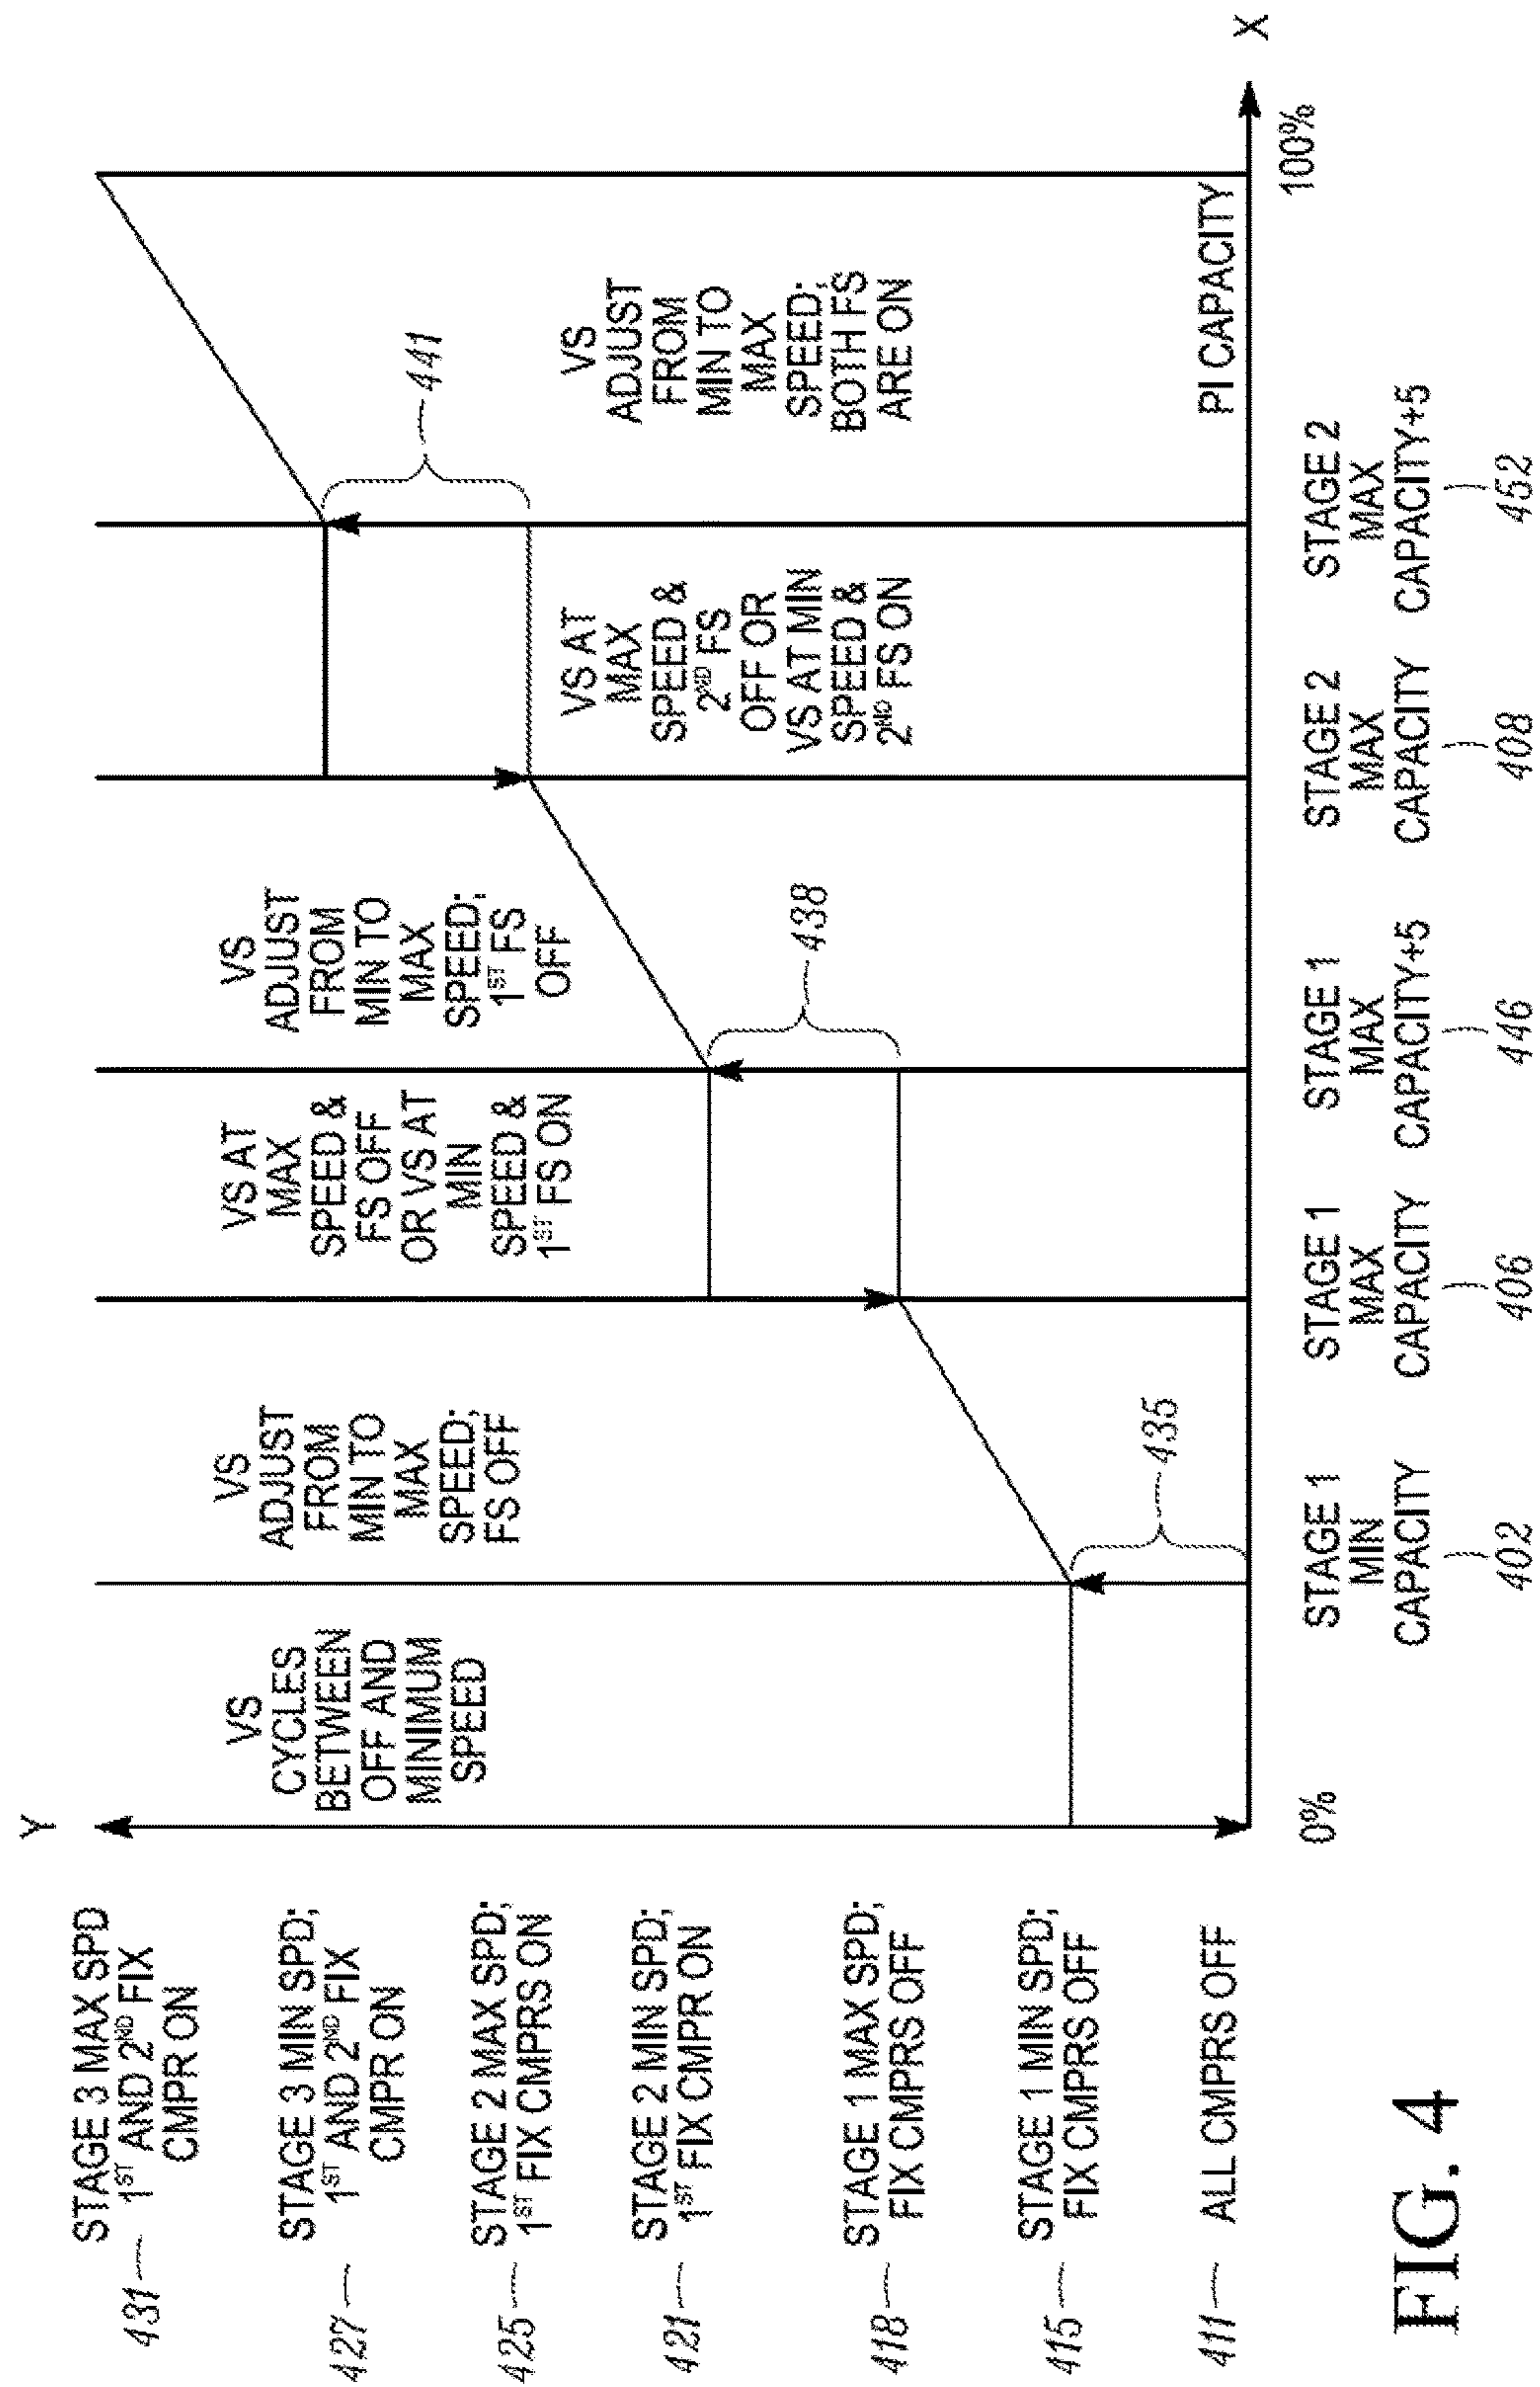 Y
431
STAGE 3 MAX SPD
1ST AND 2ND FIX
CMPR ON
427
STAGE 3 MIN SPD;
1ST AND 2ND FIX
CMPR ON
425
STAGE 2 MAX SPD;
1ST FIX CMPRS ON
421
STAGE 2 MIN SPD;
1ST FIX CMPR ON
418
STAGE 1 MAX SPD;
FIX CMPRS OFF
415
STAGE 1 MIN SPD;
FIX CMPRS OFF
411
ALL CMPRS OFF
VS
CYCLES
BETWEEN
OFF AND
MINIMUM
SPEED
VS
ADJUST
FROM
MIN TO
MAX
SPEED;
FS OFF
VS AT
MAX
SPEED &
FS OFF
OR VS AT
MIN
SPEED &
1ST FS ON
VS
ADJUST
FROM
MIN TO
MAX
SPEED;
1ST FS
OFF
VS AT
MAX
SPEED &
2ND FS
OFF OR
VS AT MIN
SPEED &
2ND FS ON
VS
ADJUST
FROM
MIN TO
MAX
SPEED;
BOTH FS
ARE ON
435
438
441
PI CAPACITY
X
0%
STAGE 1
MIN
CAPACITY
402
STAGE 1
MAX
CAPACITY
406
STAGE 1
MAX
CAPACITY+5
446
STAGE 2
MAX
CAPACITY
408
STAGE 2
MAX
CAPACITY+5
452
100%
FIG. 4